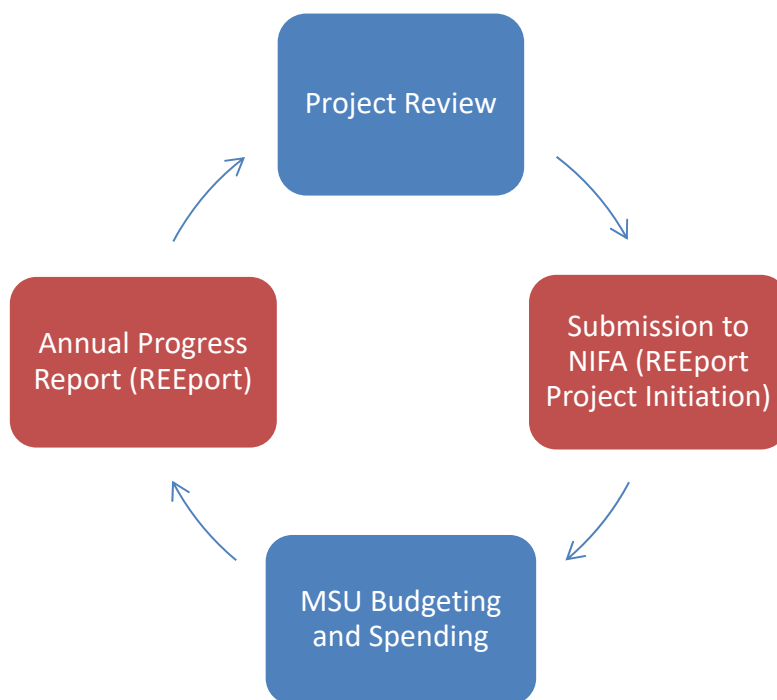 Project Review
Submission to
NIFA (REEport
Project Initiation)
MSU Budgeting
and Spending
Annual Progress
Report (REEport)